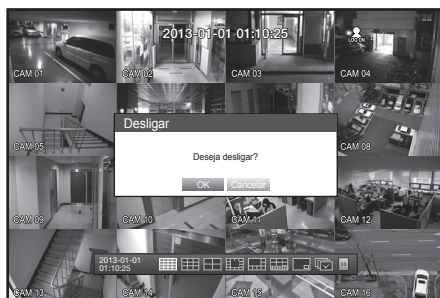 2013-01-01 01:10:25
LOG ON
CAM 01
CAM 02
CAM 03
CAM 04
Desligar
CAM 05
CAM 08
Deseja desligar?
OK
Cancelar
CAM 09
CAM 10
CAM 11
CAM 12
2013-01-01
01:10:25
CAM 13
CAM 14
CAM 15
CAM 16